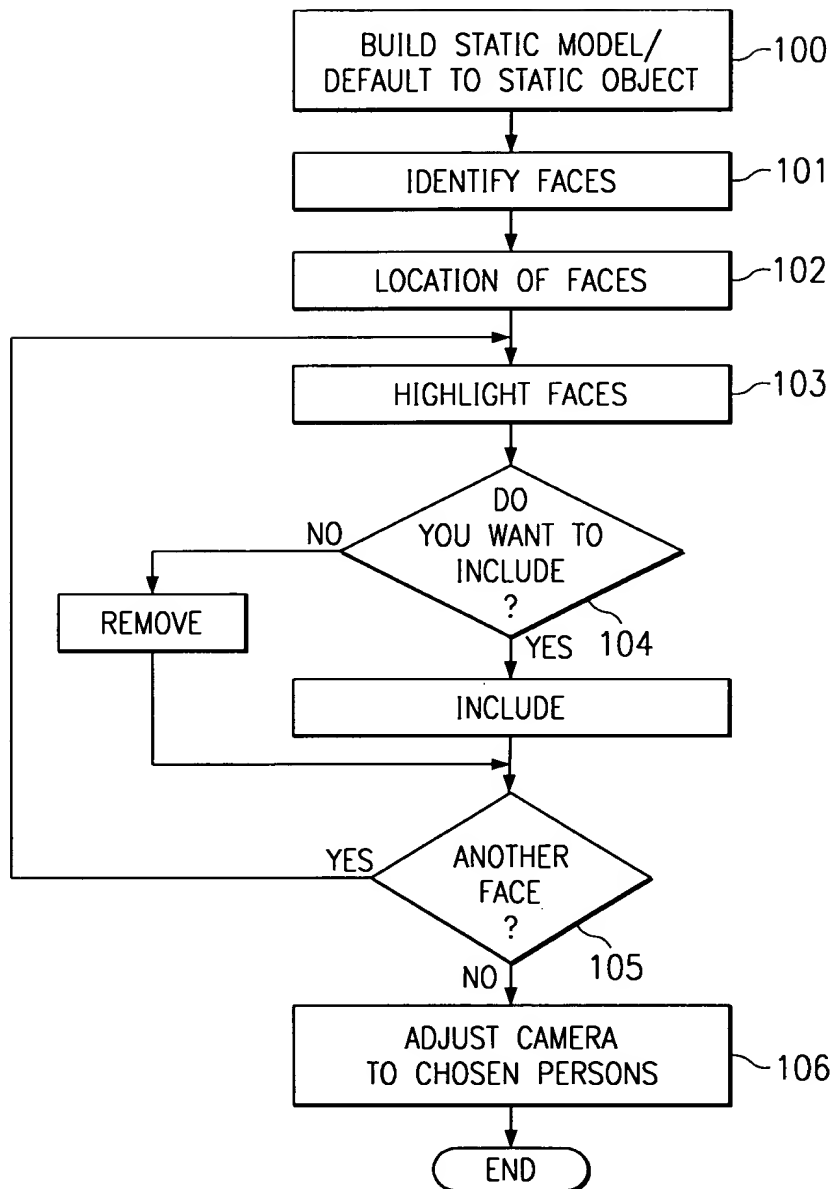 BUILD STATIC MODEL/
DEFAULT TO STATIC OBJECT
100
IDENTIFY FACES
101
LOCATION OF FACES
102
HIGHLIGHT FACES
103
DO
YOU WANT TO
INCLUDE
?
104
NO
REMOVE
YES
INCLUDE
ANOTHER
FACE
?
105
YES
NO
ADJUST CAMERA
TO CHOSEN PERSONS
106
END